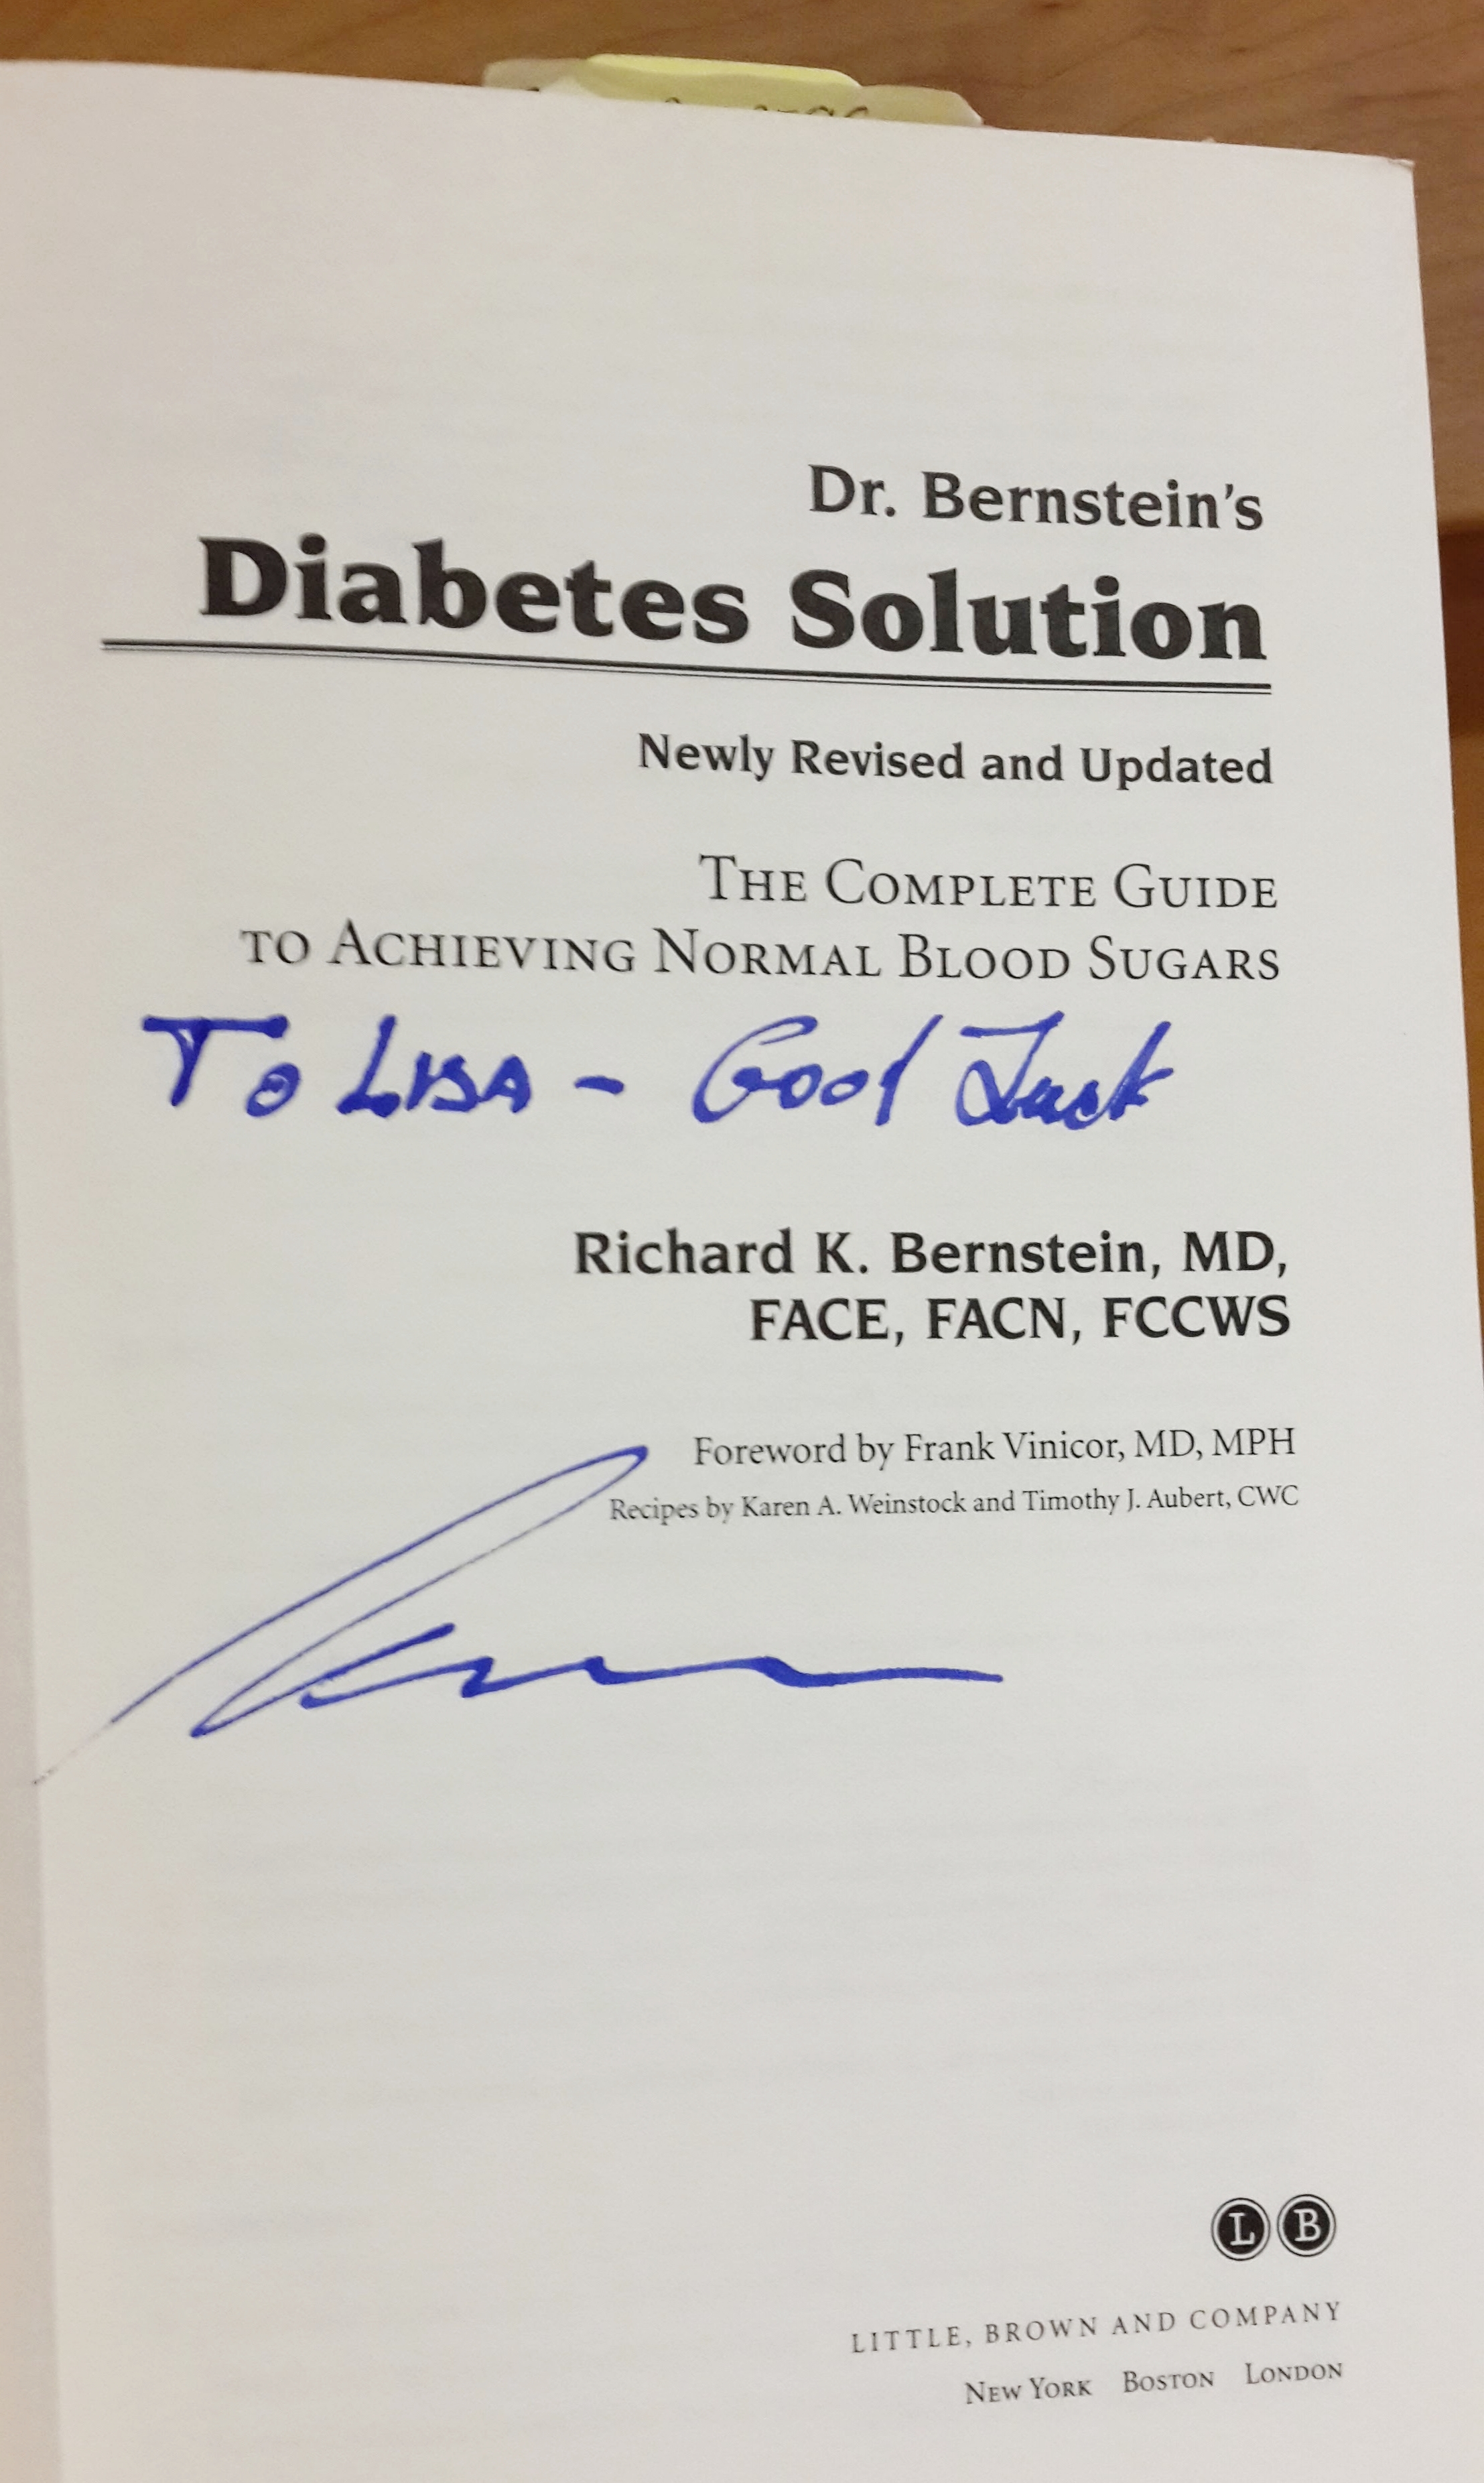 Dr. Bernstein's
Diabetes Solution
Newly Revised and Updated
THE COMPLETE GUIDE
TO ACHIEVING NORMAL BLOOD SUGARS
To LISA - Good Luck
Richard K. Bernstein, MD,
FACE, FACN, FCCWS
Foreword by Frank Vinicor, MD, MPH
Recipes by Karen A. Weinstock and Timothy J. Aubert, CWC
L B
LITTLE, BROWN AND COMPANY
NEW YORK BOSTON LONDON